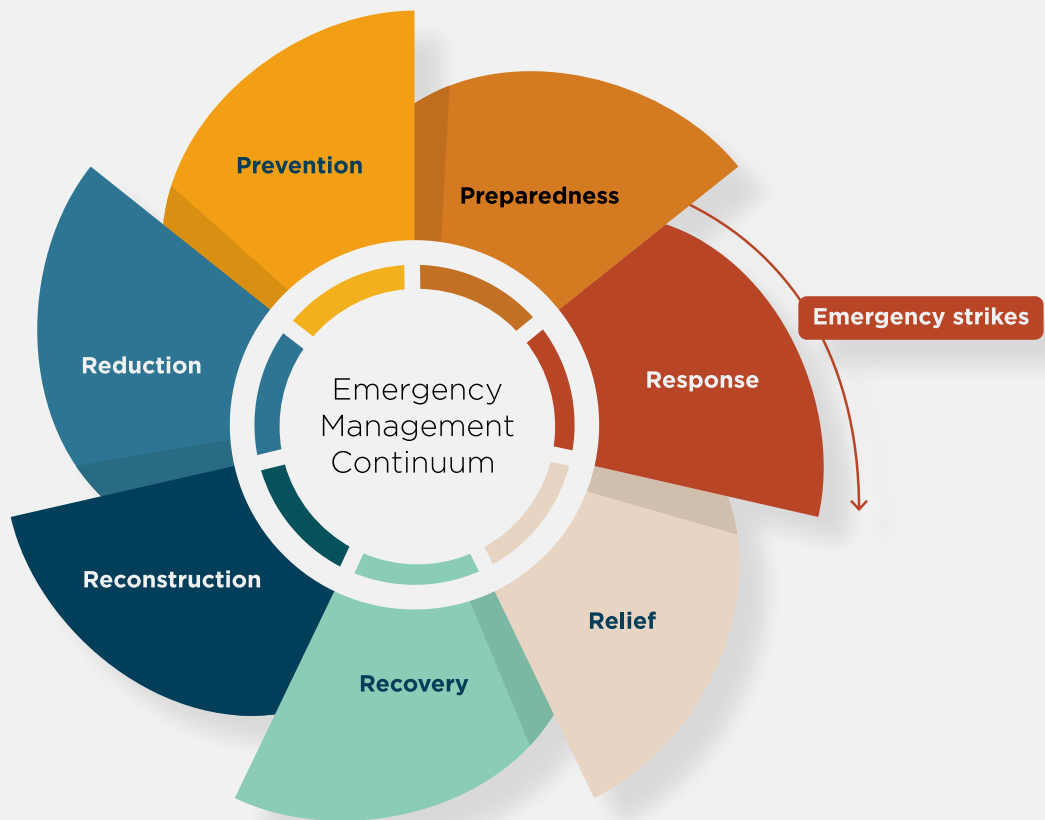 Prevention
Preparedness
Emergency strikes
Response
Reduction
Emergency
Management
Continuum
Reconstruction
Relief
Recovery